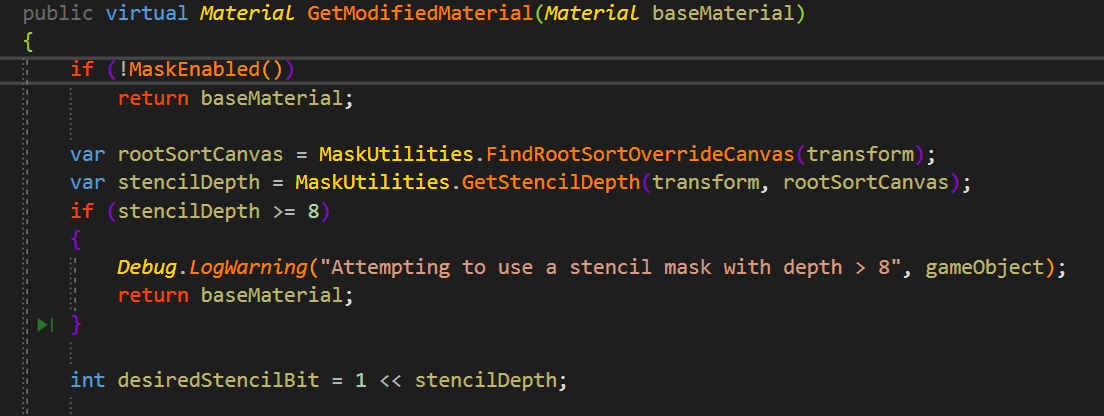 public virtual Material GetModifiedMaterial(Material baseMaterial)
{
if (!MaskEnabled())
return baseMaterial;
var rootSortCanvas = MaskUtilities.FindRootSortOverrideCanvas(transform);
var stencilDepth = MaskUtilities.GetStencilDepth(transform, rootSortCanvas);
if (stencilDepth >= 8)
{
Debug.LogWarning("Attempting to use a stencil mask with depth > 8", gameObject);
return baseMaterial;
}
int desiredStencilBit = 1 << stencilDepth;